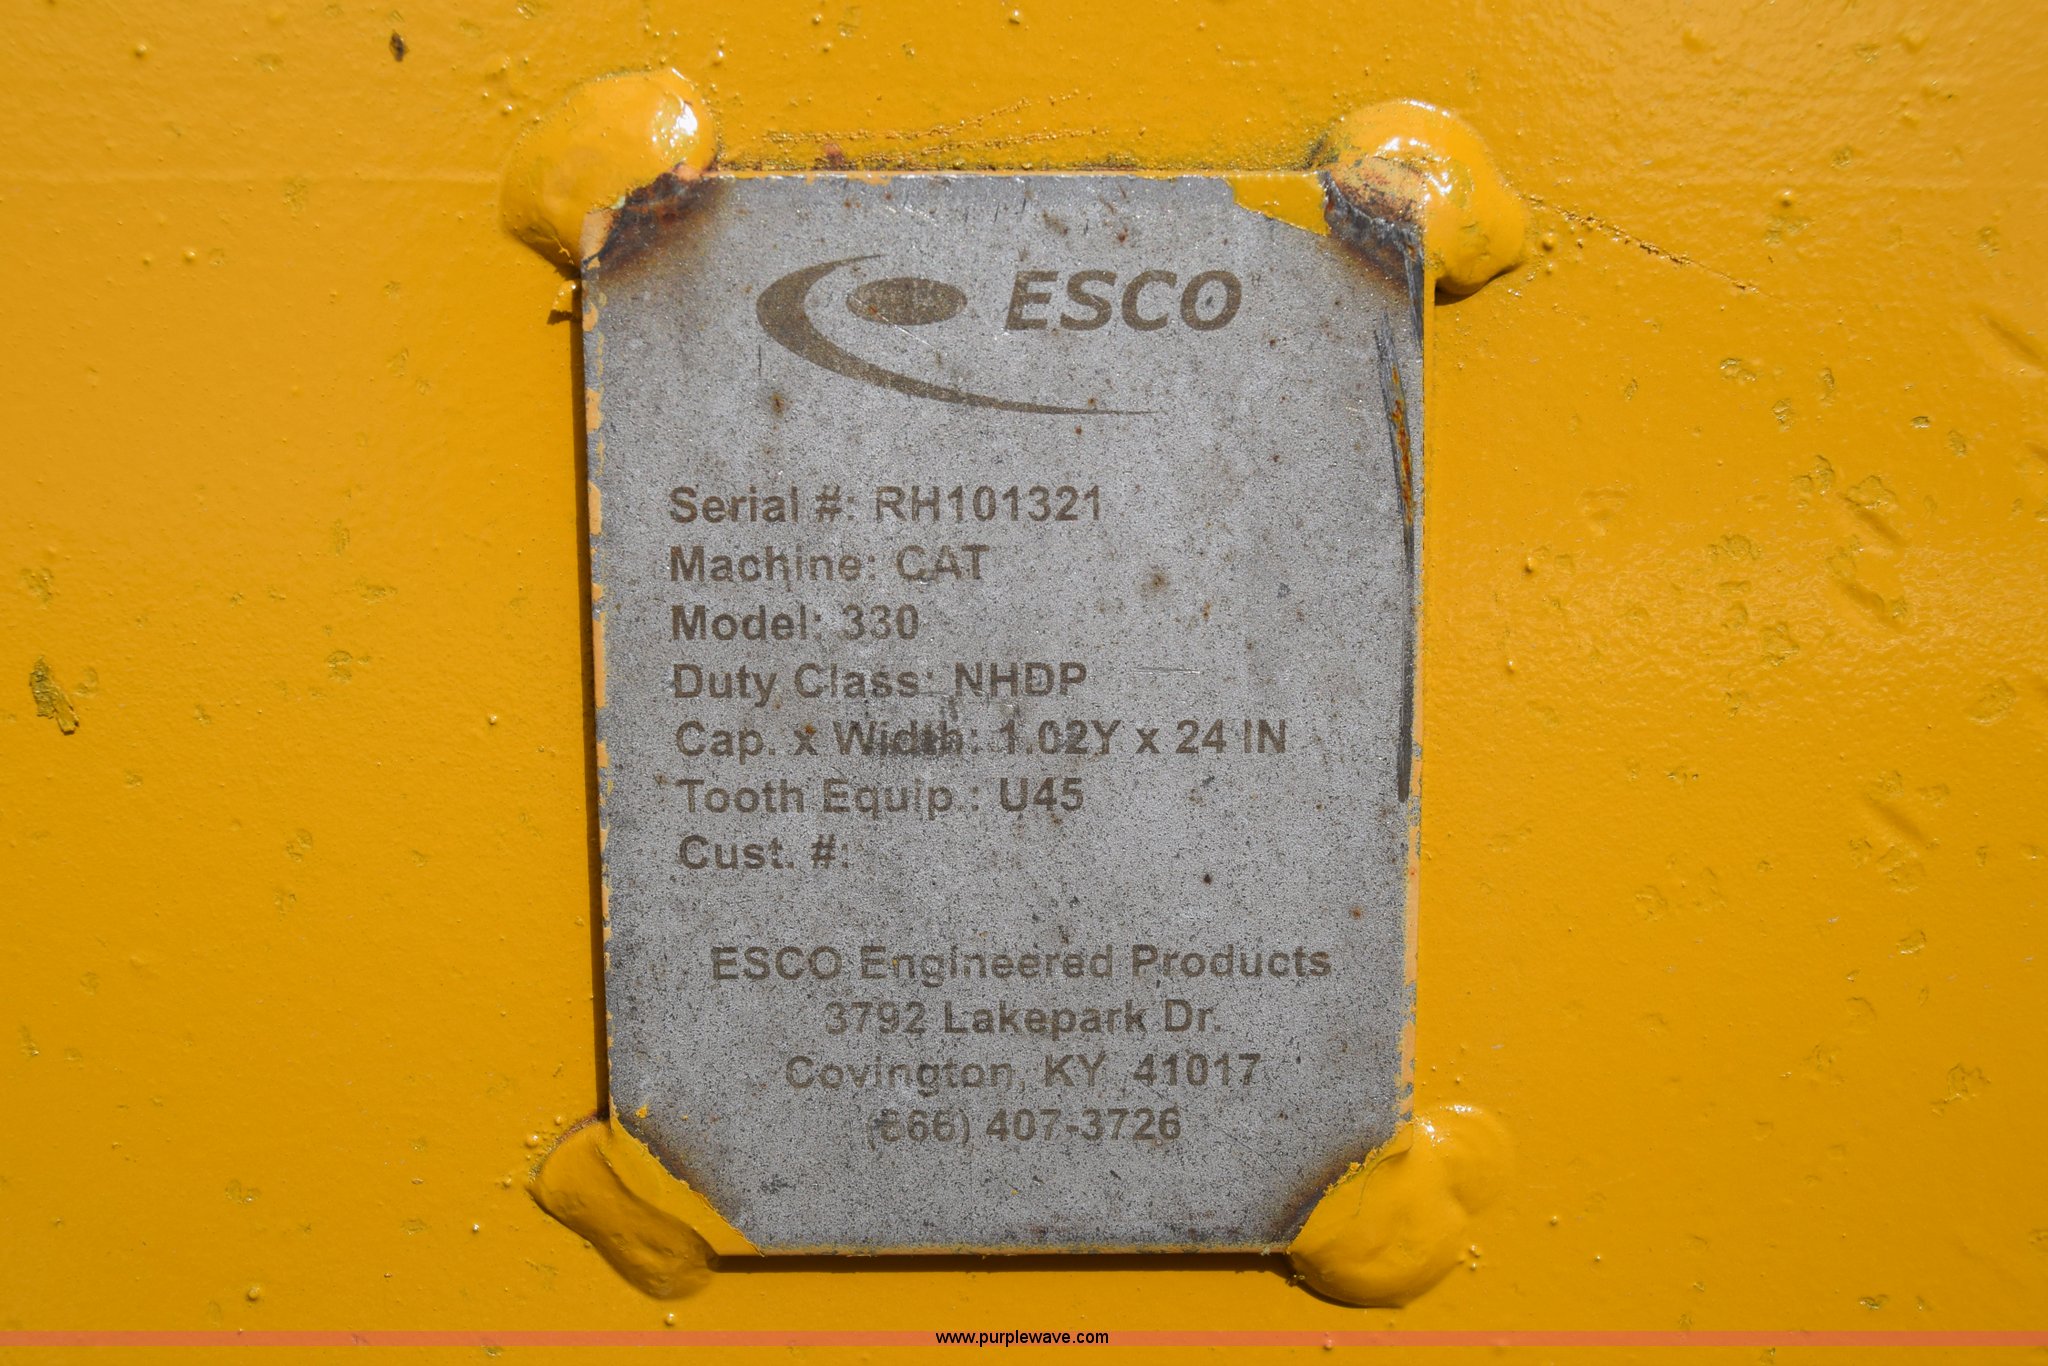 ESCO
Serial #: RH101321
Machine: CAT
Model: 330
Duty Class: NHDP
Cap. x Width: 1.02Y x 24 IN
Tooth Equip.: U45
Cust. #:
ESCO Engineered Products
3792 Lakepark Dr.
Covington, KY 41017
(866) 407-3726
www.purplewave.com